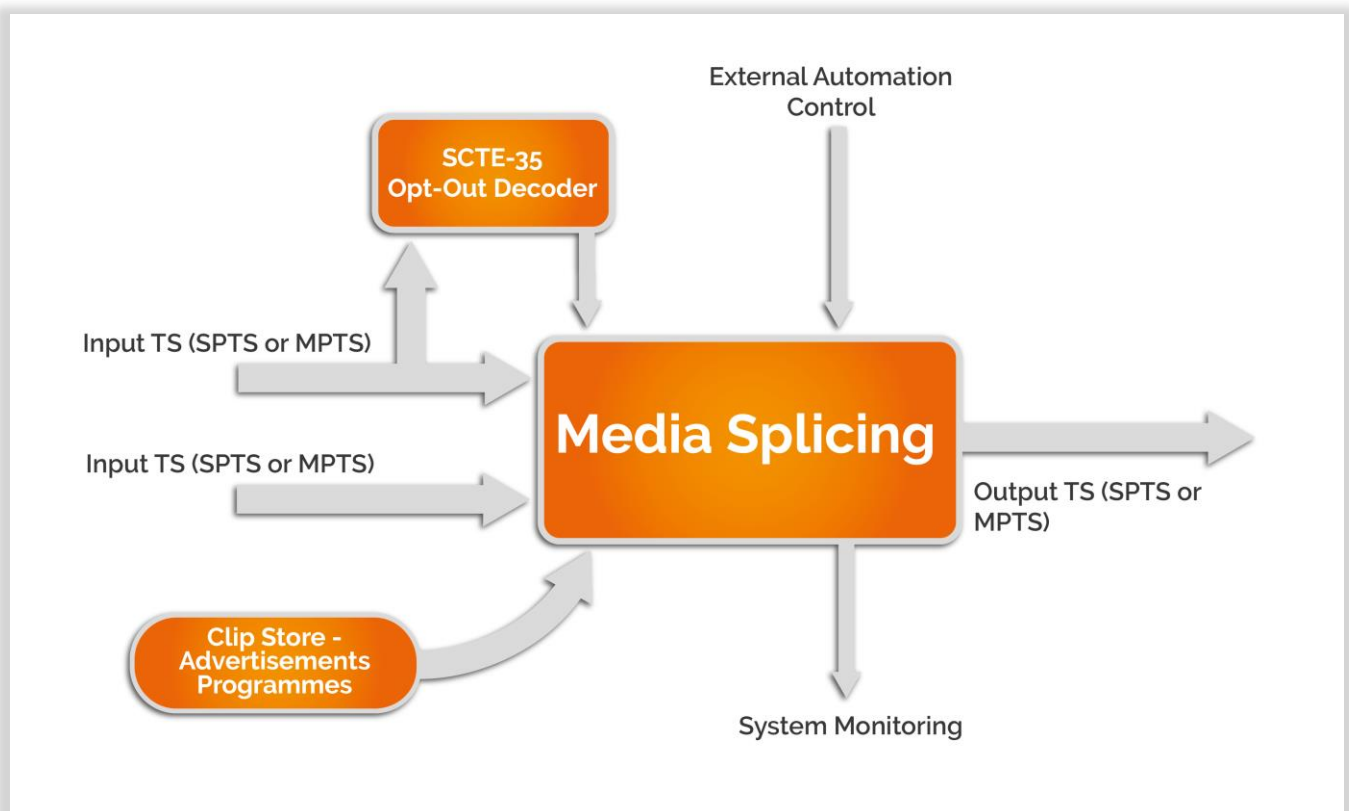 External Automation
Control
SCTE-35
Opt-Out Decoder
Input TS (SPTS or MPTS)
Media Splicing
Input TS (SPTS or MPTS)
Output TS (SPTS or
MPTS)
Clip Store -
Advertisements
Programmes
System Monitoring